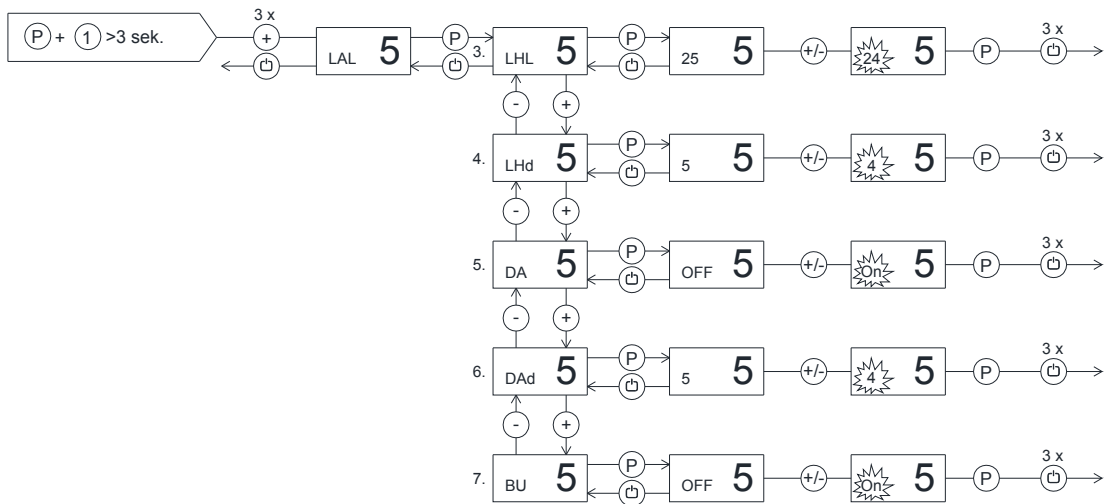 3 x
P + 1 >3 sek. + P P 3 x
3. LAL 5 LHL 5 25 5 +/- 24 5 P
- +
P 3 x
4. LHd 5 5 5 +/- 4 5 P
- +
P 3 x
5. DA 5 OFF 5 +/- On 5 P
- +
P 3 x
6. DAd 5 5 5 +/- 4 5 P
- +
P 3 x
7. BU 5 OFF 5 +/- On 5 P